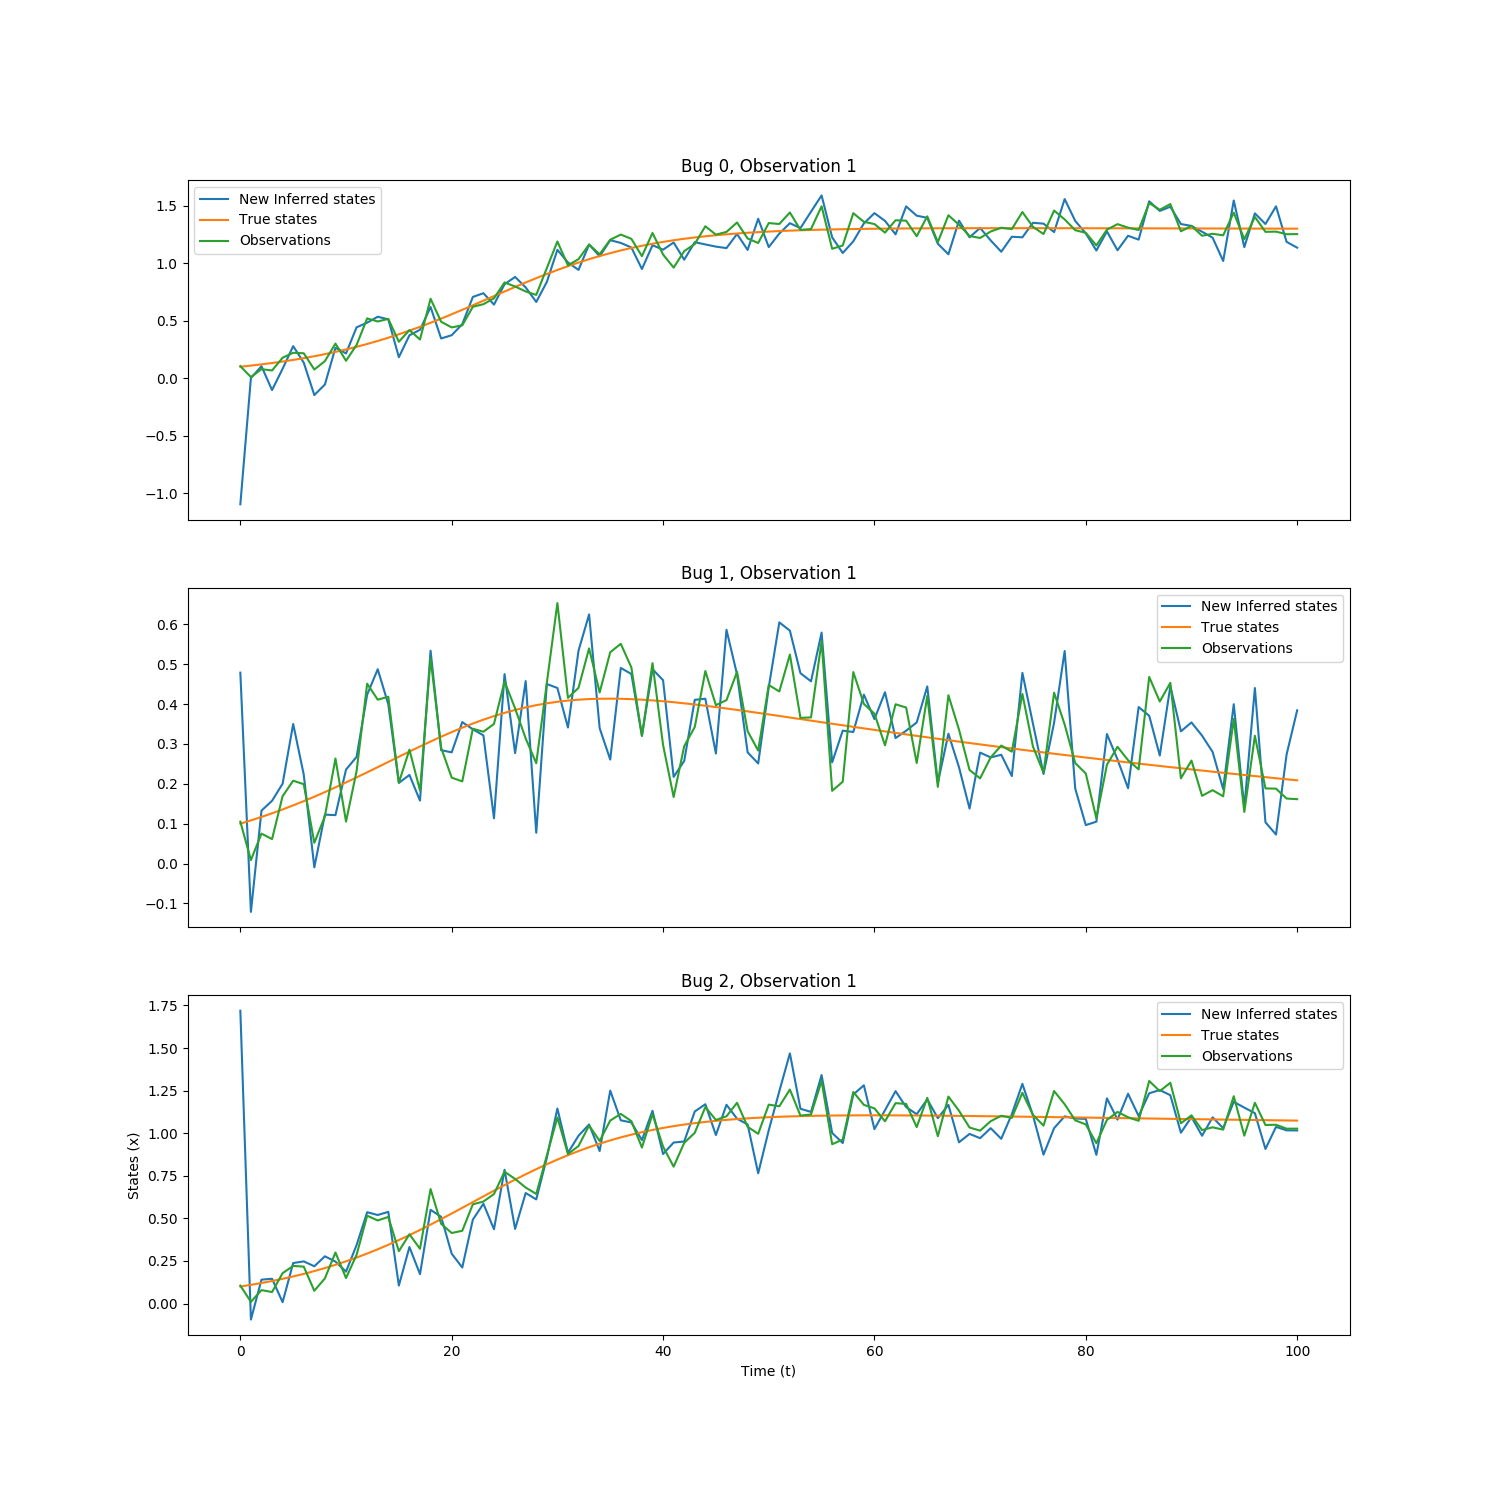 Bug 0, Observation 1
New Inferred states
True states
Observations
1.5
1.0
0.5
0.0
−0.5
−1.0
Bug 1, Observation 1
New Inferred states
True states
Observations
0.6
0.5
0.4
0.3
0.2
0.1
0.0
−0.1
Bug 2, Observation 1
New Inferred states
True states
Observations
1.75
1.50
1.25
1.00
0.75
0.50
0.25
0.00
States (x)
0 20 40 60 80 100
Time (t)